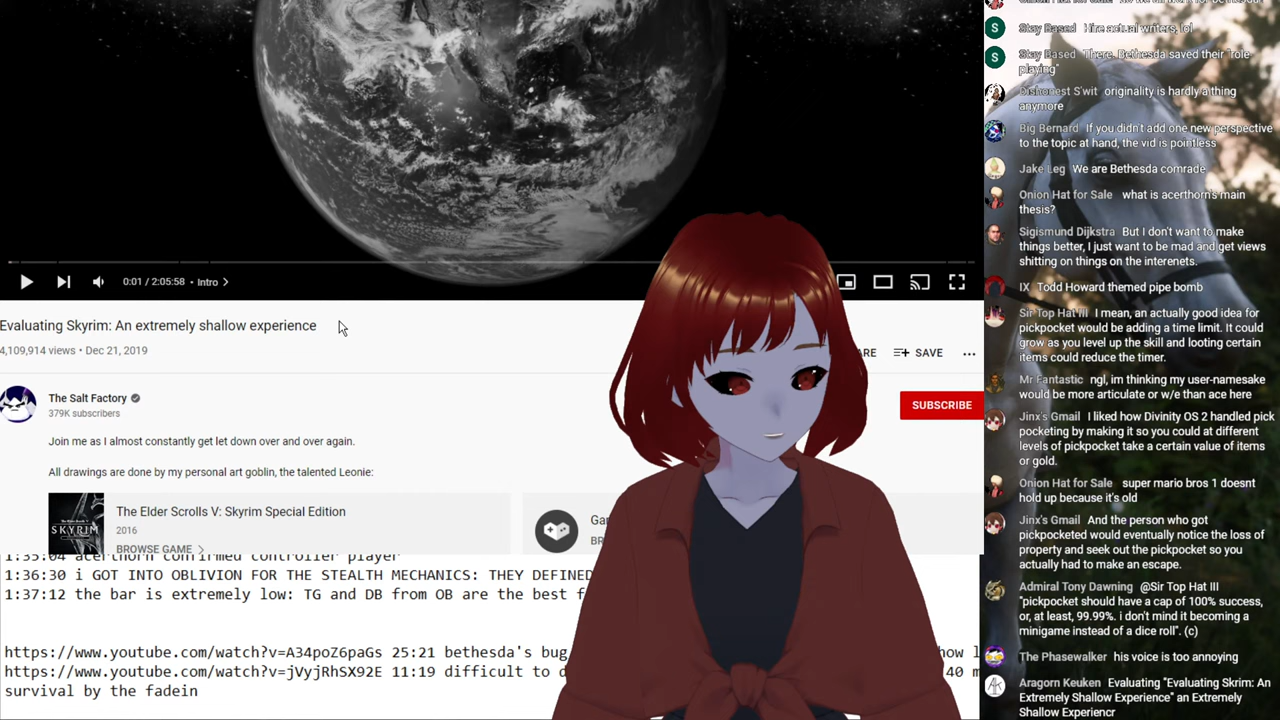 0:01 / 2:05:58 • Intro
Evaluating Skyrim: An extremely shallow experience
4,109,914 views • Dec 21, 2019
ARE
SAVE
The Salt Factory
379K subscribers
SUBSCRIBE
Join me as I almost constantly get let down over and over again.
All drawings are done by my personal art goblin, the talented Leonie:
SKYRIM
The Elder Scrolls V: Skyrim Special Edition
2016
BROWSE GAME
Gar
BR
1:35:04 acerthorn confirmed controller player
1:36:30 i GOT INTO OBLIVION FOR THE STEALTH MECHANICS: THEY DEFINED
1:37:12 the bar is extremely low: TG and DB from OB are the best f
https://www.youtube.com/watch?v=A34poZ6paGs 25:21 bethesda's bug how l
https://www.youtube.com/watch?v=jVyjRhSX92E 11:19 difficult to d 40 m
survival by the fadein
S Stay Based Hire actual writers, lol
S Stay Based There, Bethesda saved their "role
playing"
Dishonest S'wit originality is hardly a thing
anymore
Big Bernard If you didn't add one new perspective
to the topic at hand, the vid is pointless
Jake Leg We are Bethesda comrade
Onion Hat for Sale what is acerthorn's main
thesis?
Sigismund Dijkstra But I don't want to make
things better, I just want to be mad and get views
shitting on things on the interenets.
IX Todd Howard themed pipe bomb
Sir Top Hat III I mean, an actually good idea for
pickpocket would be adding a time limit. It could
grow as you level up the skill and looting certain
items could reduce the timer.
Mr Fantastic ngl, im thinking my user-namesake
would be more articulate or w/e than ace here
Jinx's Gmail I liked how Divinity OS 2 handled pick
pocketing by making it so you could at different
levels of pickpocket take a certain value of items
or gold.
Onion Hat for Sale super mario bros 1 doesnt
hold up because it's old
Jinx's Gmail And the person who got
pickpocketed would eventually notice the loss of
property and seek out the pickpocket so you
actually had to make an escape.
Admiral Tony Dawning @Sir Top Hat III
"pickpocket should have a cap of 100% success,
or, at least, 99.99%. i don't mind it becoming a
minigame instead of a dice roll". (c)
The Phasewalker his voice is too annoying
Aragorn Keuken Evaluating "Evaluating Skrim: An
Extremely Shallow Experience" an Extremely
Shallow Experiencr